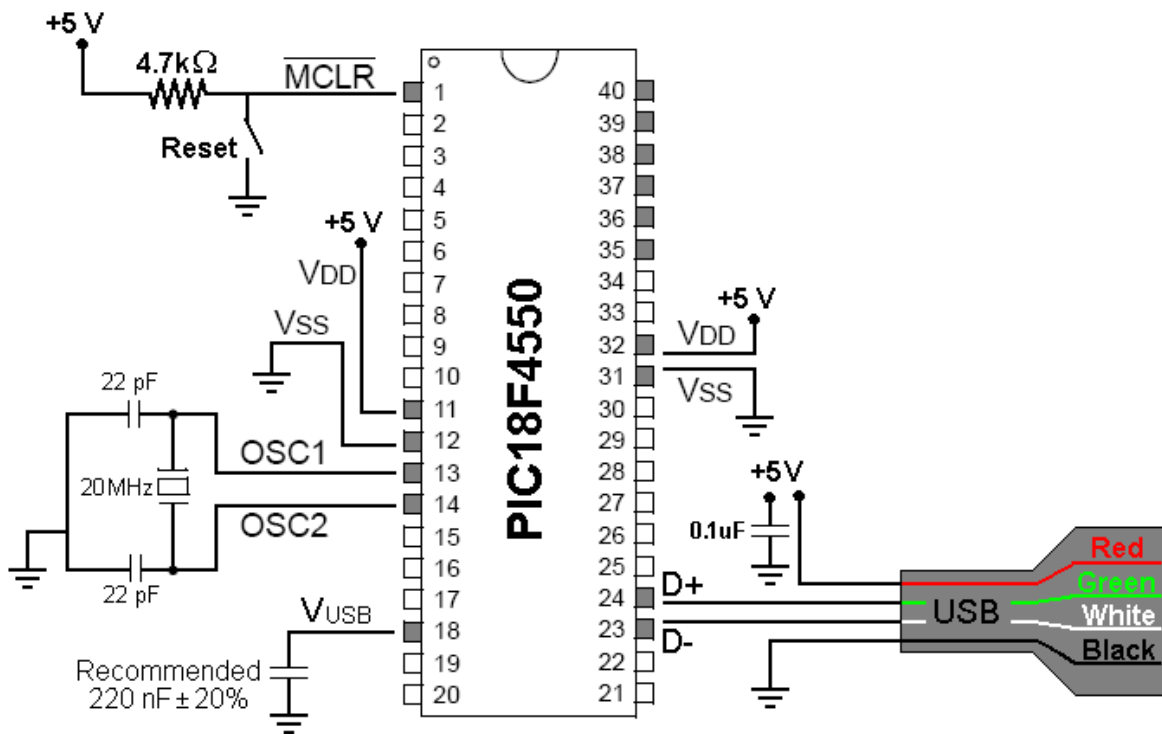 +5 V
4.7kΩ
MCLR
Reset
+5 V
VDD
VSS
22 pF
OSC1
20MHz
OSC2
22 pF
VUSB
Recommended
220 nF ± 20%
1
2
3
4
5
6
7
8
9
10
11
12
13
14
15
16
17
18
19
20
PIC18F4550
40
39
38
37
36
35
34
33
32
31
30
29
28
27
26
25
24
23
22
21
+5 V
VDD
VSS
+5 V
0.1uF
D+
D-
USB
Red
Green
White
Black